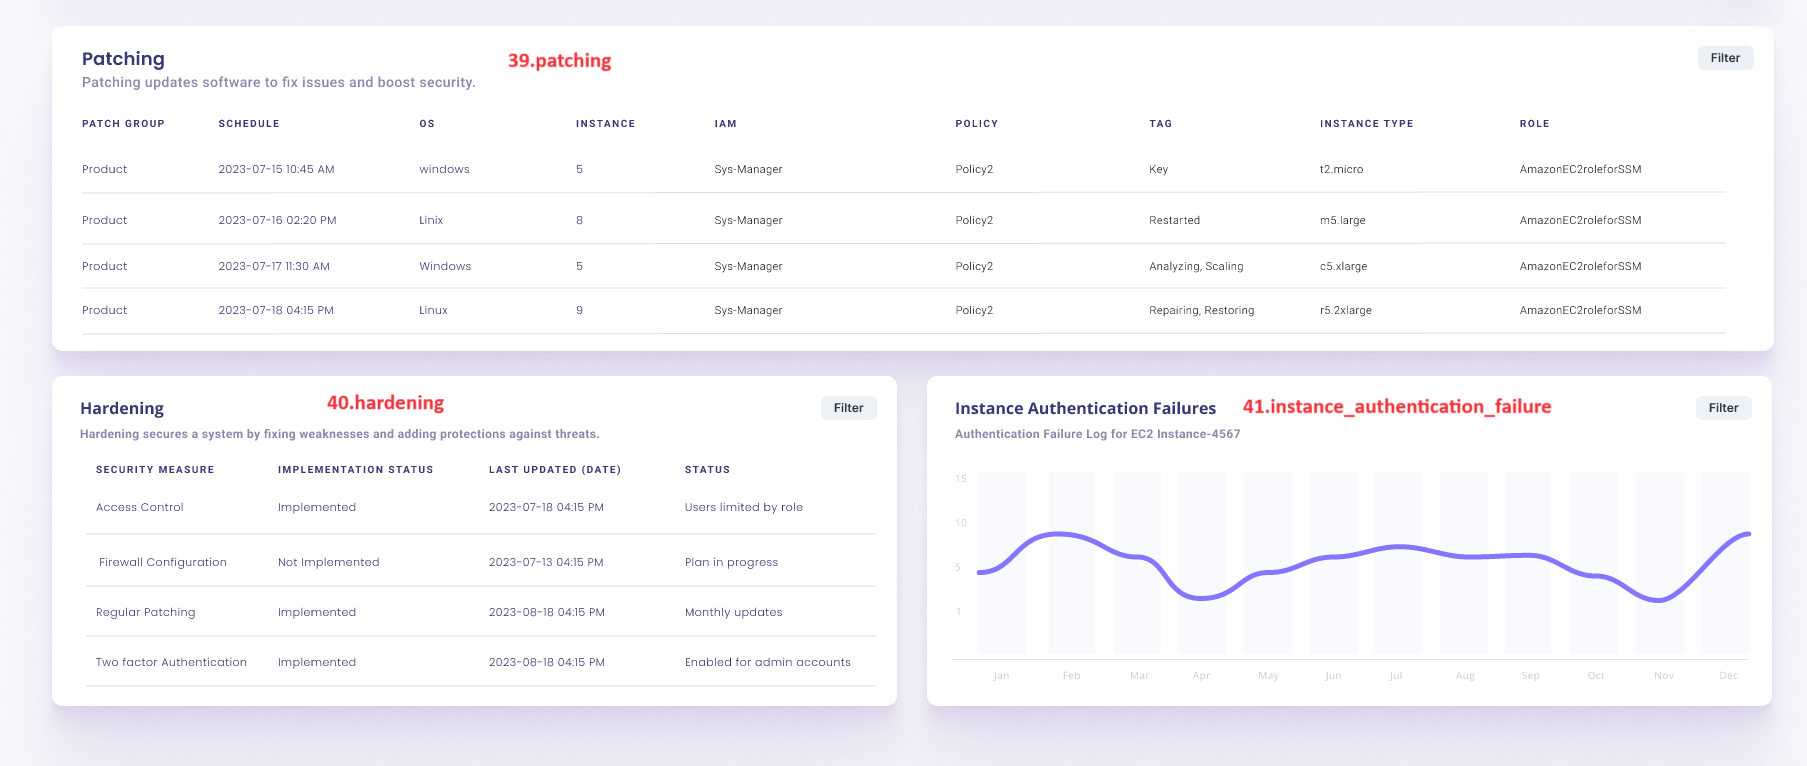 Patching
39.patching
Filter
Patching updates software to fix issues and boost security.
PATCH GROUP SCHEDULE OS INSTANCE IAM POLICY TAG INSTANCE TYPE ROLE
Product 2023-07-15 10:45 AM windows 5 Sys-Manager Policy2 Key t2.micro AmazonEC2roleforSSM
Product 2023-07-16 02:20 PM Linix 8 Sys-Manager Policy2 Restarted m5.large AmazonEC2roleforSSM
Product 2023-07-17 11:30 AM Windows 5 Sys-Manager Policy2 Analyzing, Scaling c5.xlarge AmazonEC2roleforSSM
Product 2023-07-18 04:15 PM Linux 9 Sys-Manager Policy2 Repairing, Restoring r5.2xlarge AmazonEC2roleforSSM
Hardening
40.hardening
Filter
Hardening secures a system by fixing weaknesses and adding protections against threats.
SECURITY MEASURE IMPLEMENTATION STATUS LAST UPDATED (DATE) STATUS
Access Control Implemented 2023-07-18 04:15 PM Users limited by role
Firewall Configuration Not Implemented 2023-07-13 04:15 PM Plan in progress
Regular Patching Implemented 2023-08-18 04:15 PM Monthly updates
Two factor Authentication Implemented 2023-08-18 04:15 PM Enabled for admin accounts
Instance Authentication Failures
41.instance_authentication_failure
Filter
Authentication Failure Log for EC2 Instance-4567
15
10
5
1
Jan Feb Mar Apr May Jun Jul Aug Sep Oct Nov Dec